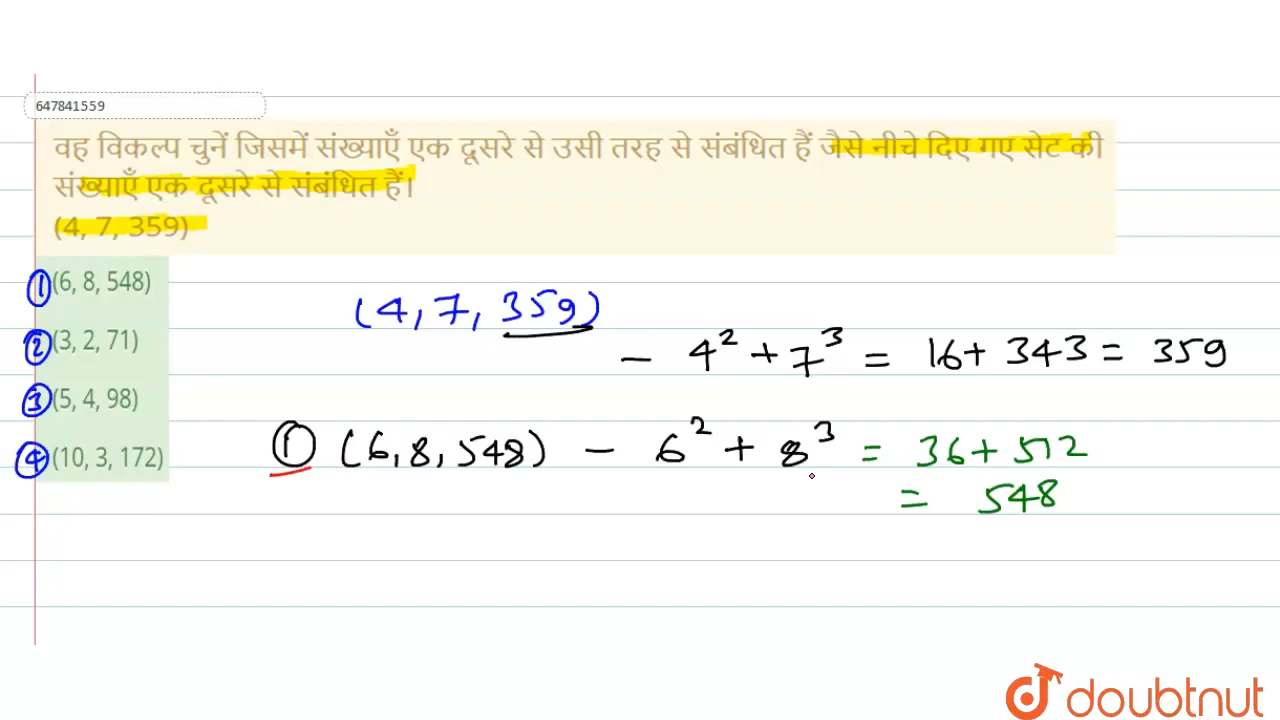 647841559
वह विकल्प चुनें जिसमें संख्याएँ एक दूसरे से उसी तरह से संबंधित हैं जैसे नीचे दिए गए सेट की
संख्याएँ एक दूसरे से संबंधित हैं।
(4, 7, 359)
1 (6, 8, 548)
2 (3, 2, 71)
3 (5, 4, 98)
4 (10, 3, 172)
(4, 7, 359)
- 4² + 7³ = 16 + 343 = 359
1 (6, 8, 548) - 6² + 8³ = 36 + 512
= 548
doubtnut